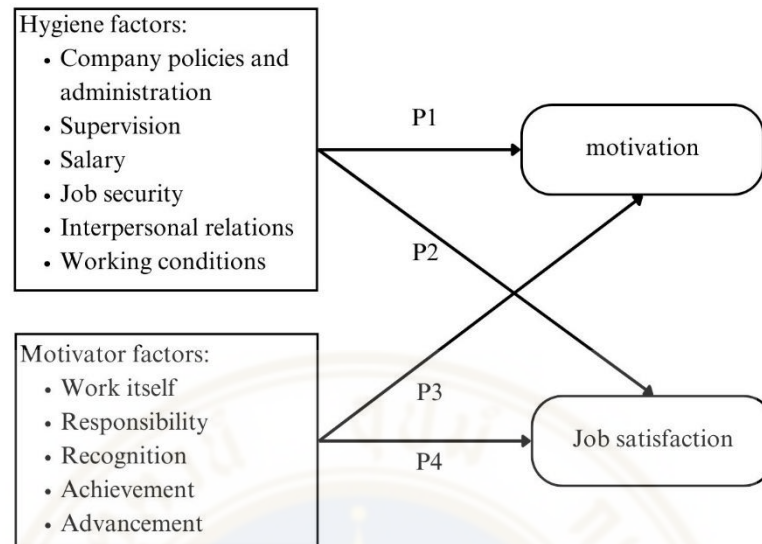 Hygiene factors:
• Company policies and
administration
• Supervision
• Salary
• Job security
• Interpersonal relations
• Working conditions
P1
motivation
P2
Motivator factors:
• Work itself
• Responsibility
• Recognition
• Achievement
• Advancement
P3
P4
Job satisfaction